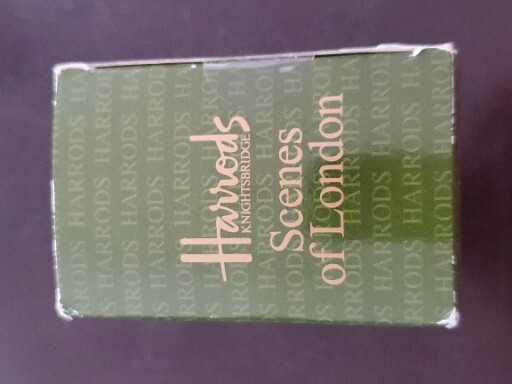 Harrods
KNIGHTSBRIDGE
Scenes
of London